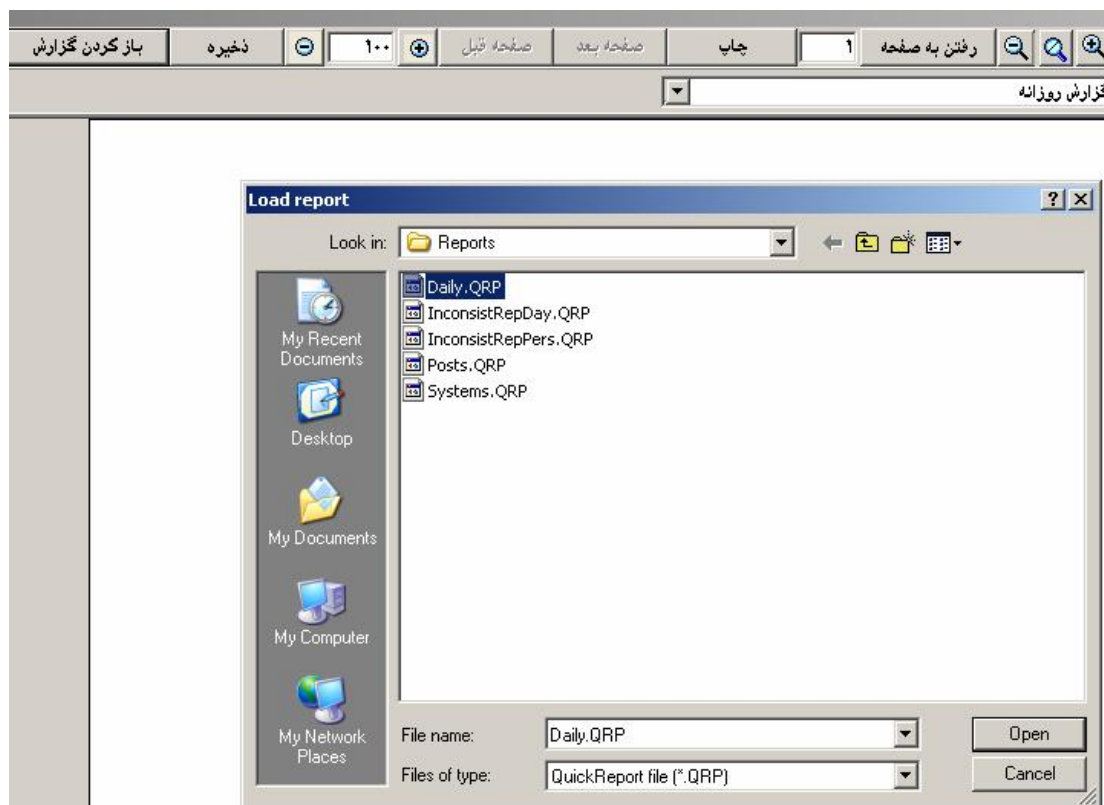 رفتن به صفحه ۱ چاپ صفحه بعد صفحه قبل ۱۰۰ ذخیره باز کردن گزارش
گزارش روزانه
Load report
Look in: Reports
Daily.QRP
InconsistRepDay.QRP
InconsistRepPers.QRP
Posts.QRP
Systems.QRP
My Recent
Documents
Desktop
My Documents
My Computer
My Network
Places
File name: Daily.QRP Open
Files of type: QuickReport file (*.QRP) Cancel